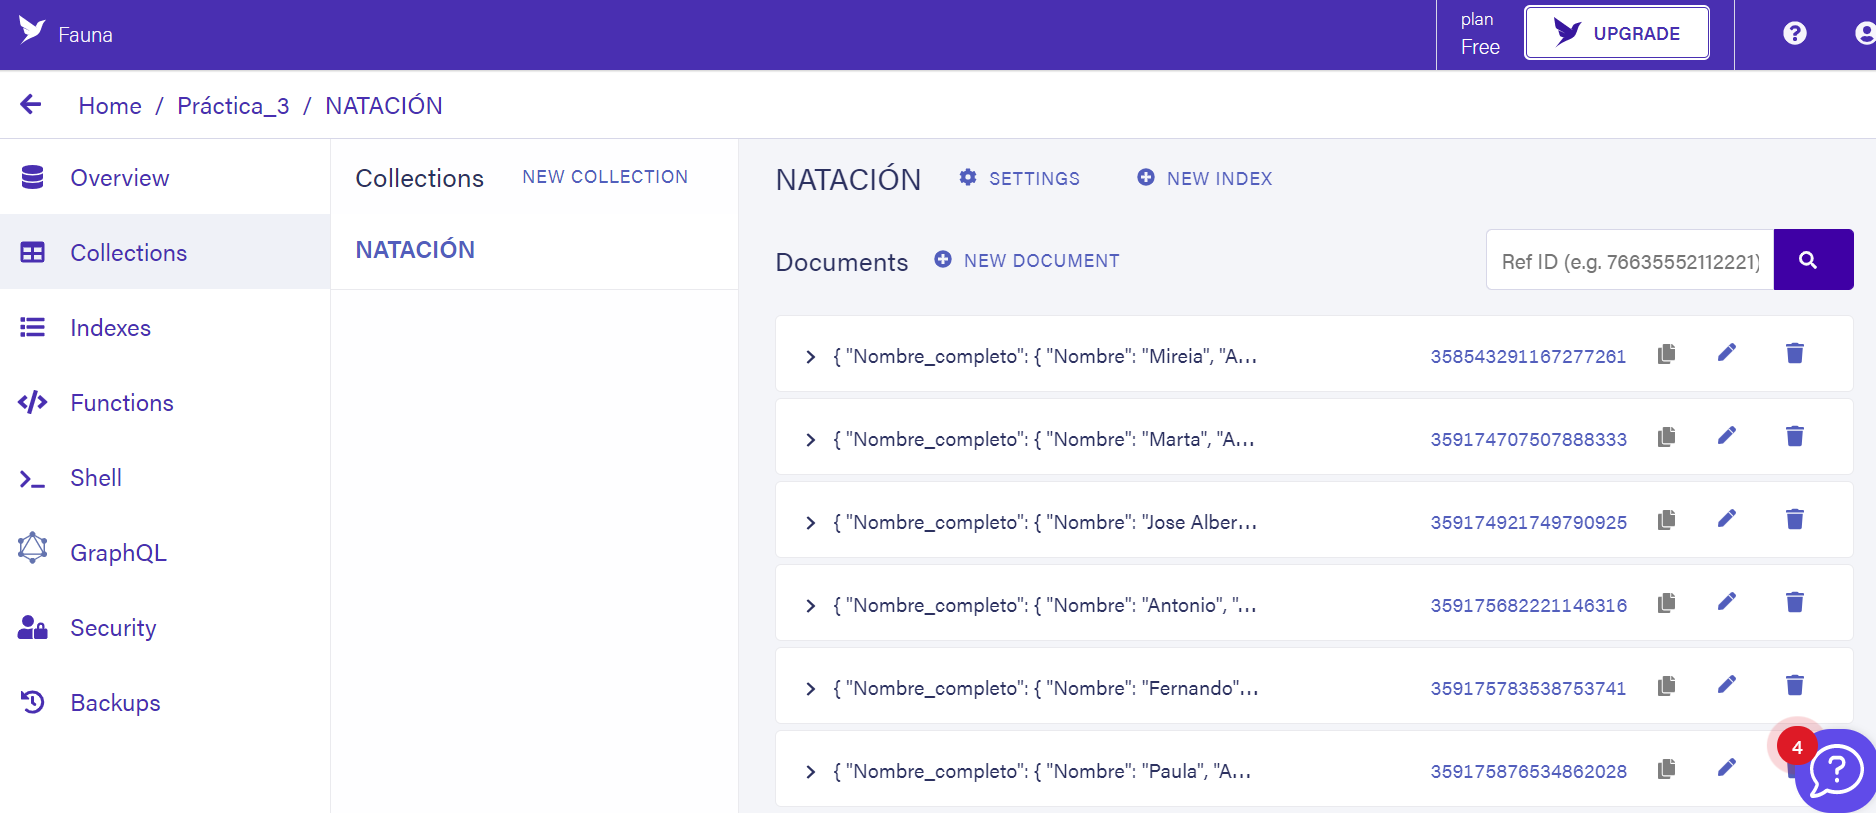 Fauna
plan
Free
UPGRADE
Home / Práctica_3 / NATACIÓN
Overview
Collections
Indexes
Functions
Shell
GraphQL
Security
Backups
Collections
NEW COLLECTION
NATACIÓN
NATACIÓN
SETTINGS
NEW INDEX
Documents
NEW DOCUMENT
Ref ID (e.g. 76635552112221)
{ "Nombre_completo": { "Nombre": "Mireia", "A... 358543291167277261
{ "Nombre_completo": { "Nombre": "Marta", "A... 359174707507888333
{ "Nombre_completo": { "Nombre": "Jose Alber... 359174921749790925
{ "Nombre_completo": { "Nombre": "Antonio", "... 359175682221146316
{ "Nombre_completo": { "Nombre": "Fernando"... 359175783538753741
{ "Nombre_completo": { "Nombre": "Paula", "A... 359175876534862028
4